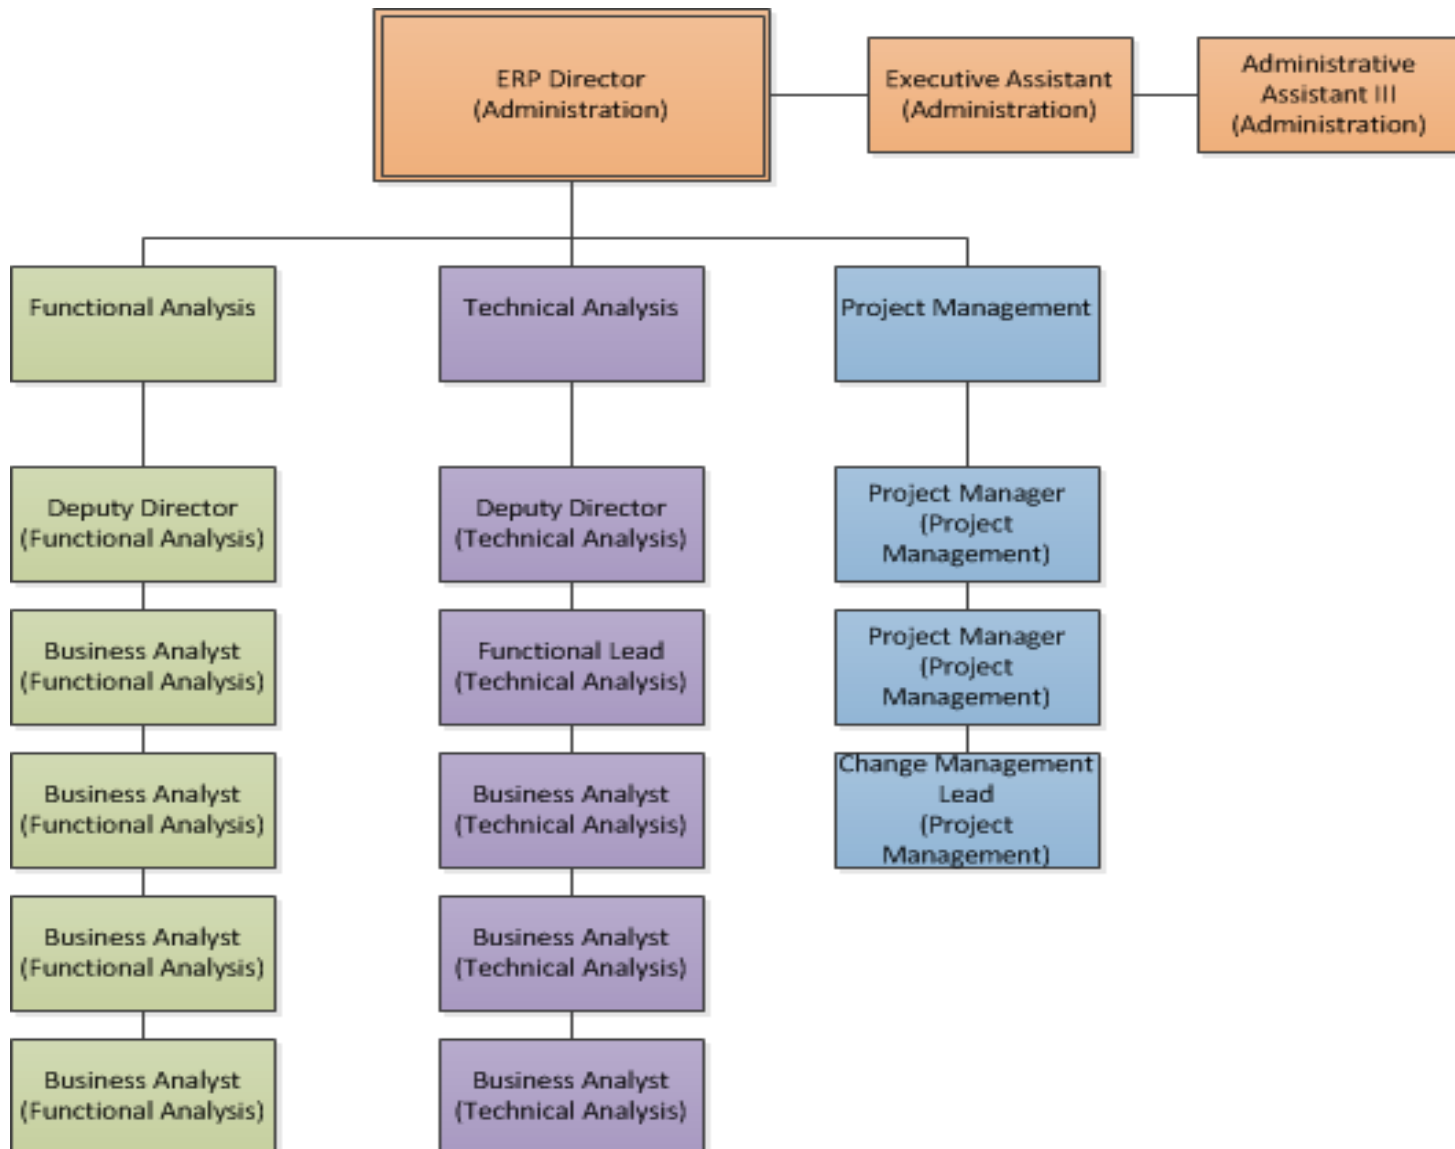 ERP Director
(Administration)
Executive Assistant
(Administration)
Administrative
Assistant III
(Administration)
Functional Analysis
Technical Analysis
Project Management
Deputy Director
(Functional Analysis)
Deputy Director
(Technical Analysis)
Project Manager
(Project
Management)
Business Analyst
(Functional Analysis)
Functional Lead
(Technical Analysis)
Project Manager
(Project
Management)
Business Analyst
(Functional Analysis)
Business Analyst
(Technical Analysis)
Change Management
Lead
(Project
Management)
Business Analyst
(Functional Analysis)
Business Analyst
(Technical Analysis)
Business Analyst
(Functional Analysis)
Business Analyst
(Technical Analysis)